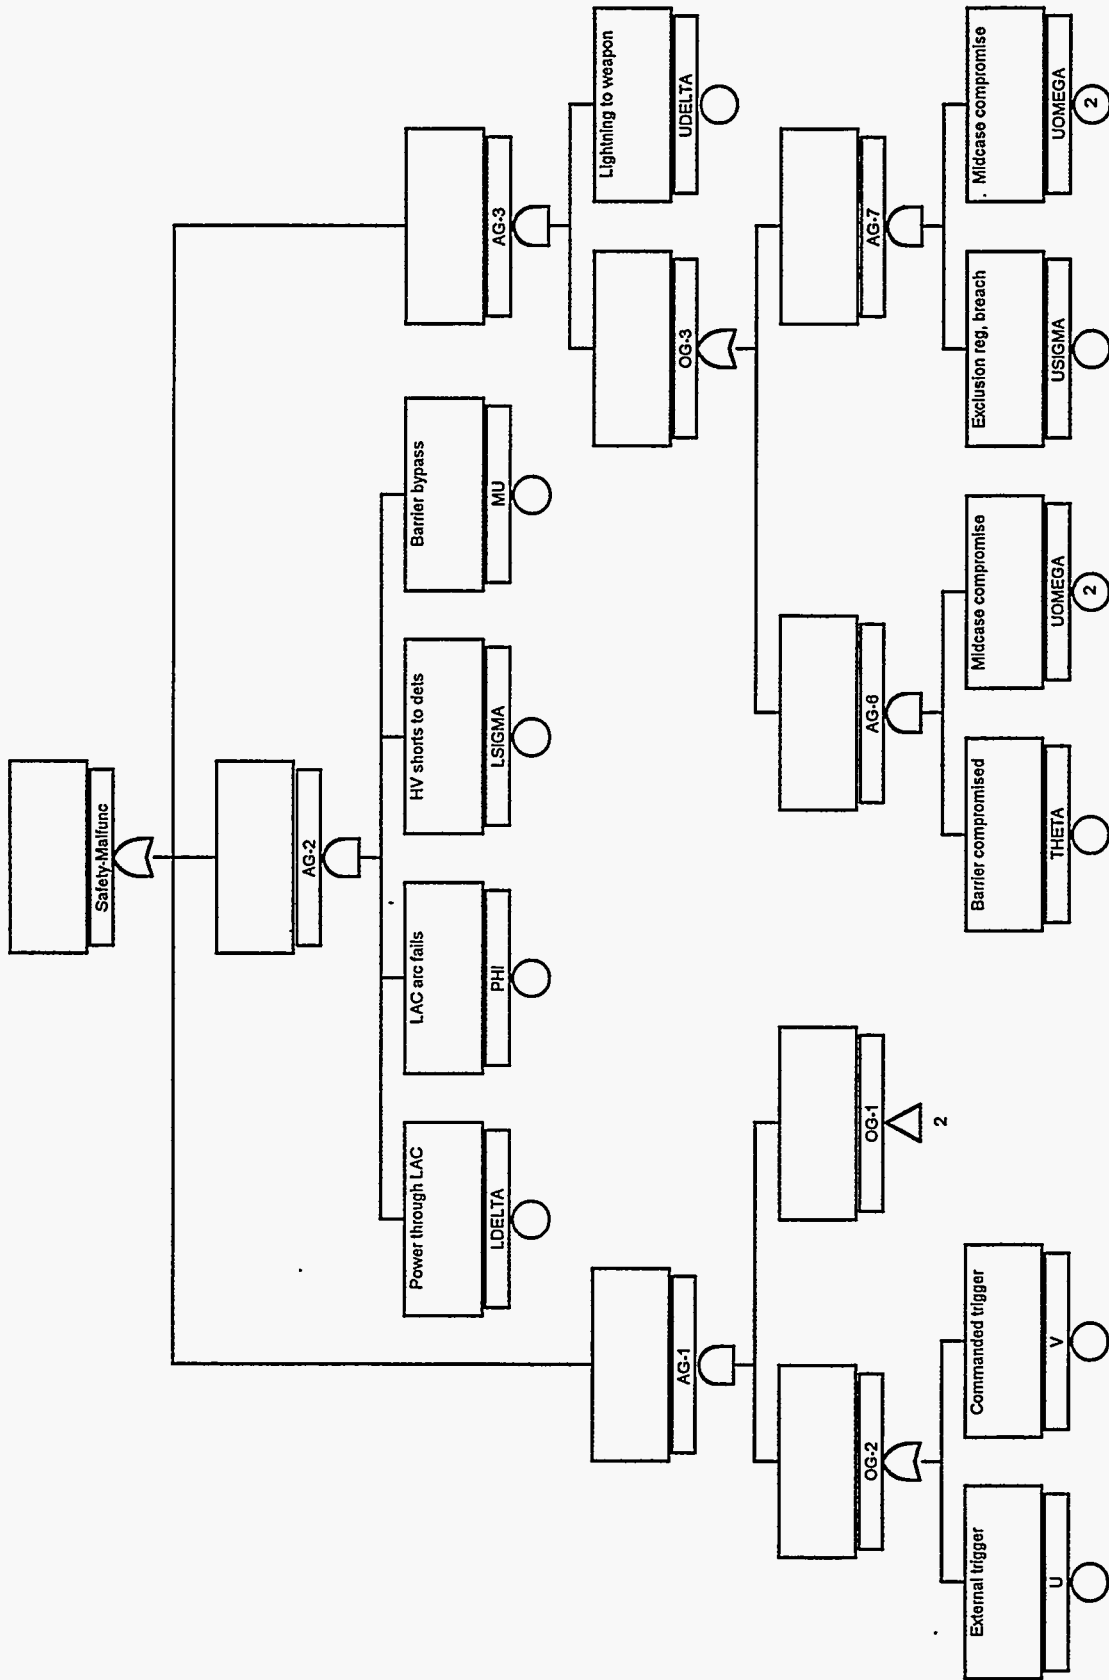 Safety-Malfunc
AG-2
Power through LAC
LDELTA
LAC arc fails
PHI
HV shorts to dets
LSIGMA
Barrier bypass
MU
AG-3
AG-1
OG-3
Lightning to weapon
UDELTA
OG-2
OG-1
2
AG-6
AG-7
External trigger
U
Commanded trigger
V
Barrier compromised
THETA
Midcase compromise
UOMEGA
2
Exclusion reg, breach
USIGMA
Midcase compromise
UOMEGA
2